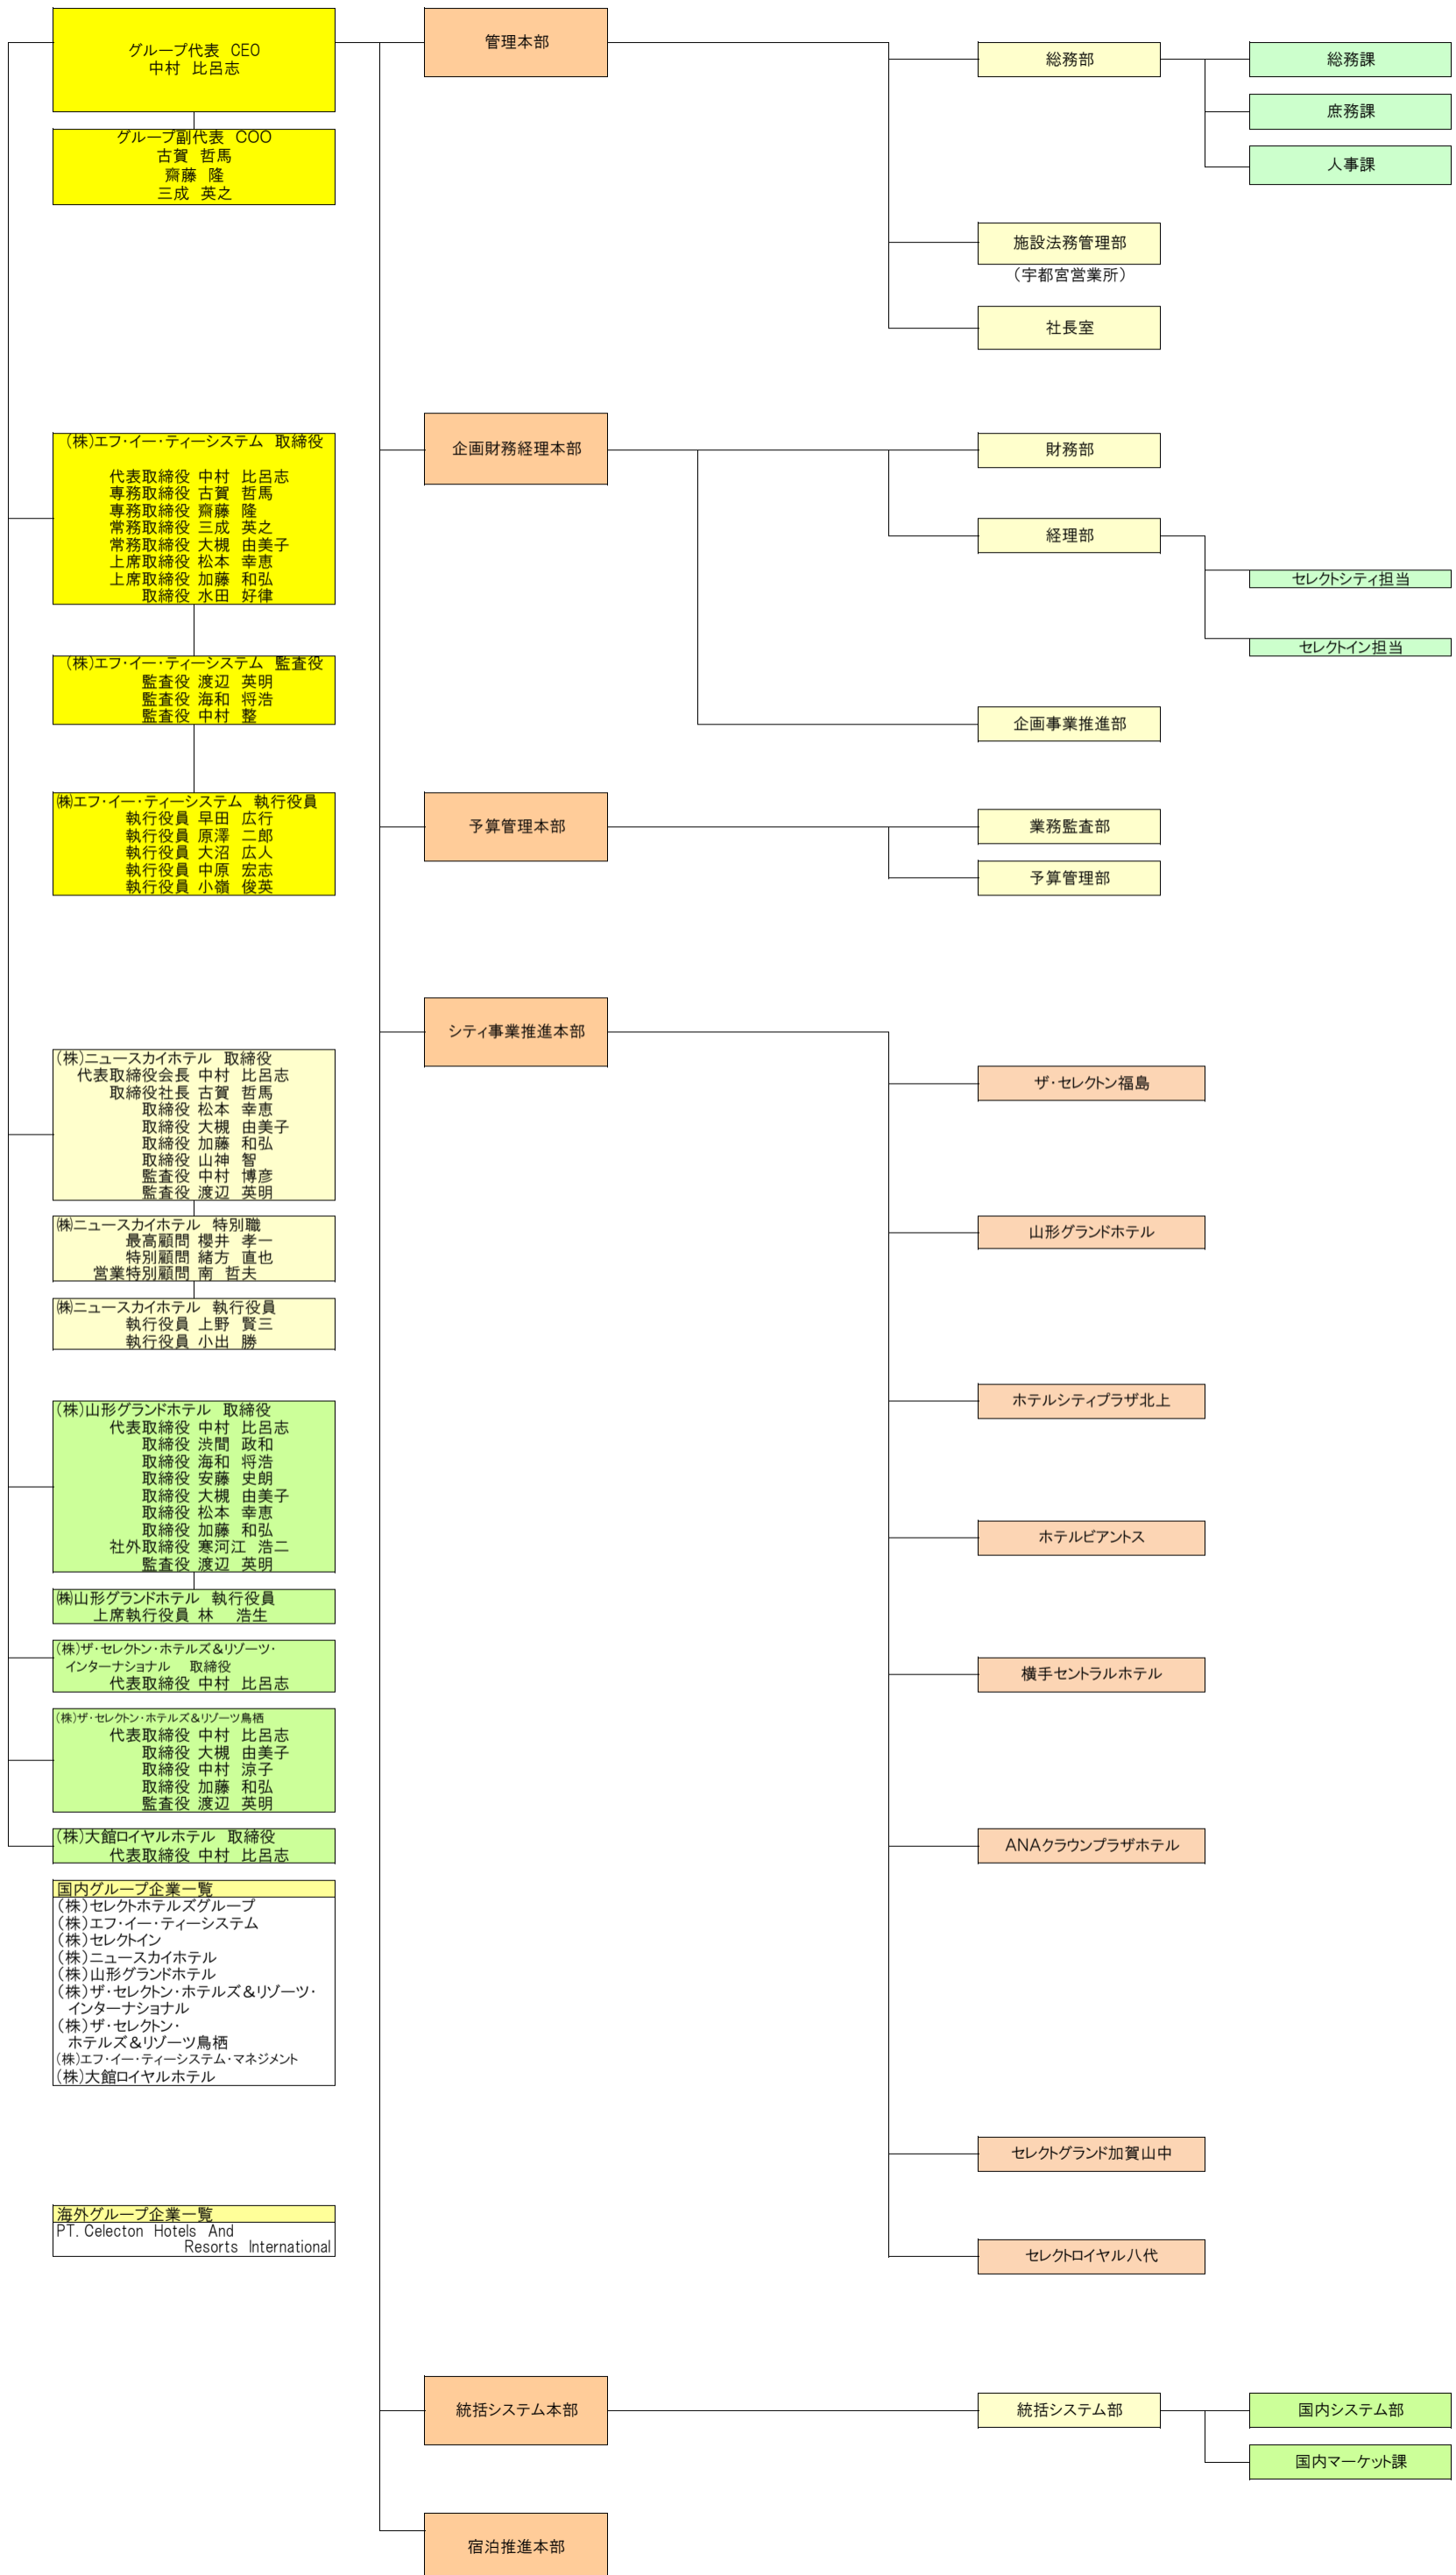 グループ代表 CEO
中村 比呂志
グループ副代表 COO
古賀 哲馬
齋藤 隆
三成 英之
(株)エフ・イー・ティーシステム 取締役
代表取締役 中村 比呂志
専務取締役 古賀 哲馬
専務取締役 齋藤 隆
常務取締役 三成 英之
常務取締役 大槻 由美子
上席取締役 松本 幸恵
上席取締役 加藤 和弘
取締役 水田 好律
(株)エフ・イー・ティーシステム 監査役
監査役 渡辺 英明
監査役 海和 将浩
監査役 中村 整
㈱エフ・イー・ティーシステム 執行役員
執行役員 早田 広行
執行役員 原澤 二郎
執行役員 大沼 広人
執行役員 中原 宏志
執行役員 小嶺 俊英
(株)ニュースカイホテル 取締役
代表取締役会長 中村 比呂志
取締役社長 古賀 哲馬
取締役 松本 幸恵
取締役 大槻 由美子
取締役 加藤 和弘
取締役 山神 智
監査役 中村 博彦
監査役 渡辺 英明
㈱ニュースカイホテル 特別職
最高顧問 櫻井 孝一
特別顧問 緒方 直也
営業特別顧問 南 哲夫
㈱ニュースカイホテル 執行役員
執行役員 上野 賢三
執行役員 小出 勝
(株)山形グランドホテル 取締役
代表取締役 中村 比呂志
取締役 渋間 政和
取締役 海和 将浩
取締役 安藤 史朗
取締役 大槻 由美子
取締役 松本 幸恵
取締役 加藤 和弘
社外取締役 寒河江 浩二
監査役 渡辺 英明
㈱山形グランドホテル 執行役員
上席執行役員 林 浩生
(株)ザ・セレクトン・ホテルズ&リゾーツ・
インターナショナル 取締役
代表取締役 中村 比呂志
(株)ザ・セレクトン・ホテルズ&リゾーツ鳥栖
代表取締役 中村 比呂志
取締役 大槻 由美子
取締役 中村 涼子
取締役 加藤 和弘
監査役 渡辺 英明
(株)大館ロイヤルホテル 取締役
代表取締役 中村 比呂志
国内グループ企業一覧
(株)セレクトホテルズグループ
(株)エフ・イー・ティーシステム
(株)セレクトイン
(株)ニュースカイホテル
(株)山形グランドホテル
(株)ザ・セレクトン・ホテルズ&リゾーツ・
インターナショナル
(株)ザ・セレクトン・
ホテルズ&リゾーツ鳥栖
(株)エフ・イー・ティーシステム・マネジメント
(株)大館ロイヤルホテル
海外グループ企業一覧
PT. Celecton Hotels And
Resorts International
管理本部
総務部
総務課
庶務課
人事課
施設法務管理部
(宇都宮営業所)
社長室
企画財務経理本部
財務部
経理部
セレクトシティ担当
セレクトイン担当
企画事業推進部
予算管理本部
業務監査部
予算管理部
シティ事業推進本部
ザ・セレクトン福島
山形グランドホテル
ホテルシティプラザ北上
ホテルビアントス
横手セントラルホテル
ANAクラウンプラザホテル
セレクトグランド加賀山中
セレクトロイヤル八代
統括システム本部
統括システム部
国内システム部
国内マーケット課
宿泊推進本部